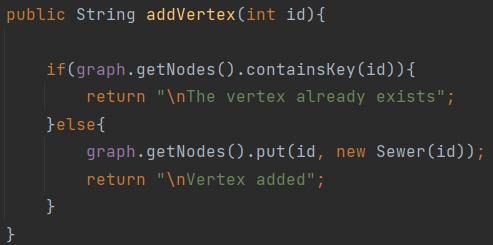 public String addVertex(int id){
if(graph.getNodes().containsKey(id)){
return "\nThe vertex already exists";
}else{
graph.getNodes().put(id, new Sewer(id));
return "\nVertex added";
}
}